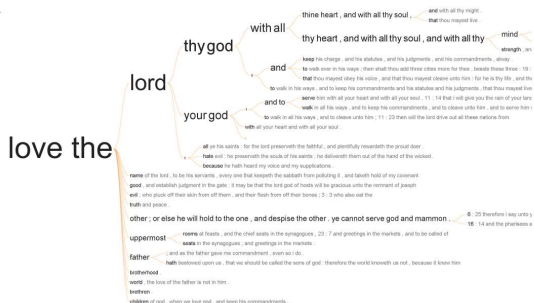 and with all thy might .
thine heart , and with all thy soul ,
that thou mayest live .
with all
mind
thy heart , and with all thy soul , and with all thy
strength , an
thy god
keep his charge , and his statutes , and his judgments , and his commandments , alway .
and
to walk ever in his ways ; then shalt thou add three cities more for thee , beside these three : 19 :
that thou mayest obey his voice , and that thou mayest cleave unto him : for he is thy life , and th
to walk in his ways , and to keep his commandments and his statutes and his judgments , that thou mayest live
lord
serve him with all your heart and with all your soul , 11 : 14 that i will give you the rain of your land
and to
walk in all his ways , and to keep his commandments , and to cleave unto him , and to serve him
your god
, to walk in all his ways , and to cleave unto him ; 11 : 23 then will the lord drive out all these nations from
with all your heart and with all your soul .
love the
all ye his saints : for the lord preserveth the faithful , and plentifully rewardeth the proud doer .
hate evil : he preserveth the souls of his saints ; he delivereth them out of the hand of the wicked .
because he hath heard my voice and my supplications .
name of the lord , to be his servants , every one that keepeth the sabbath from polluting it , and taketh hold of my covenant
good , and establish judgment in the gate : it may be that the lord god of hosts will be gracious unto the remnant of joseph
evil ; who pluck off their skin from off them , and their flesh from off their bones ; 3 : 3 who also eat the
truth and peace .
6 : 25 therefore i say unto y
other ; or else he will hold to the one , and despise the other . ye cannot serve god and mammon .
16 : 14 and the pharisees a
rooms at feasts , and the chief seats in the synagogues , 23 : 7 and greetings in the markets , and to be called of
uppermost
seats in the synagogues , and greetings in the markets .
; and as the father gave me commandment , even so i do .
father
hath bestowed upon us , that we should be called the sons of god : therefore the world knoweth us not , because it knew him
brotherhood .
world , the love of the father is not in him .
brethren .
children of god , when we love god , and keep his commandments .